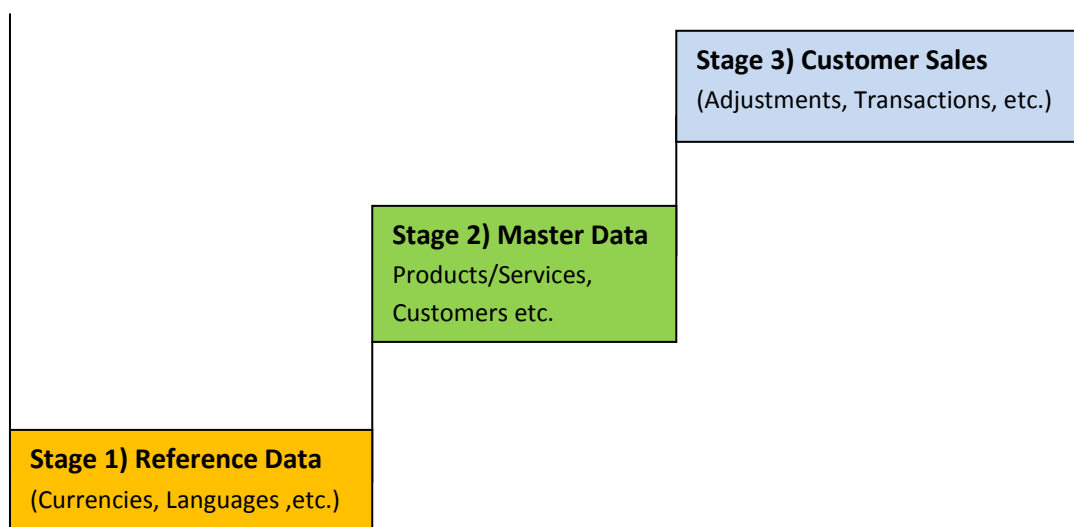 Stage 3) Customer Sales
(Adjustments, Transactions, etc.)
Stage 2) Master Data
Products/Services,
Customers etc.
Stage 1) Reference Data
(Currencies, Languages ,etc.)